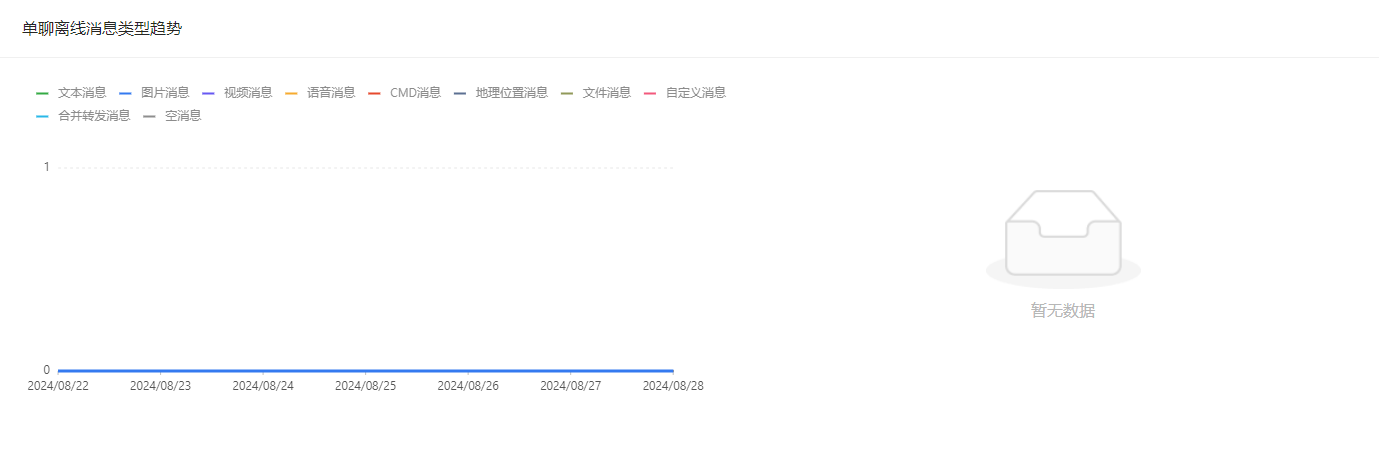 单聊离线消息类型趋势
文本消息 图片消息 视频消息 语音消息 CMD消息 地理位置消息 文件消息 自定义消息
合并转发消息 空消息
1
暂无数据
0
2024/08/22 2024/08/23 2024/08/24 2024/08/25 2024/08/26 2024/08/27 2024/08/28